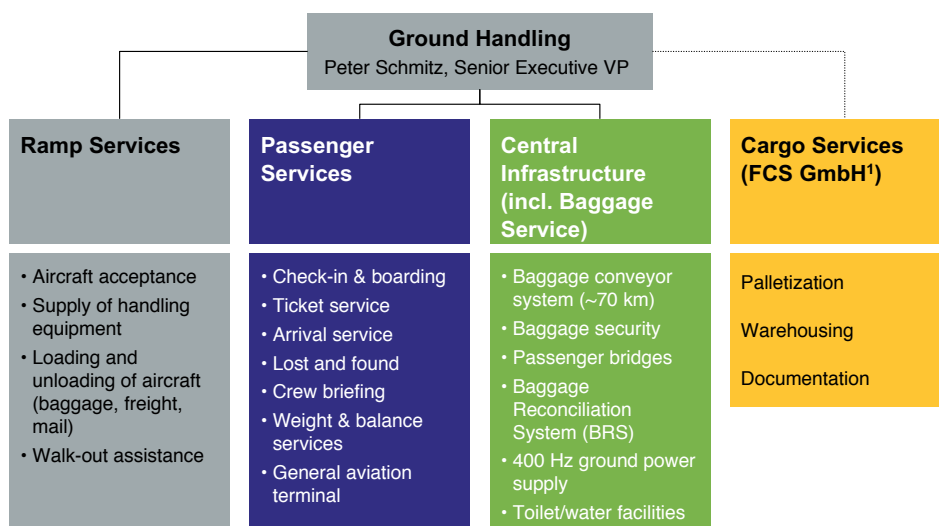 Ground Handling
Peter Schmitz, Senior Executive VP
Ramp Services
• Aircraft acceptance
• Supply of handling
equipment
• Loading and
unloading of aircraft
(baggage, freight,
mail)
• Walk-out assistance
Passenger
Services
• Check-in & boarding
• Ticket service
• Arrival service
• Lost and found
• Crew briefing
• Weight & balance
services
• General aviation
terminal
Central
Infrastructure
(incl. Baggage
Service)
• Baggage conveyor
system (~70 km)
• Baggage security
• Passenger bridges
• Baggage
Reconciliation
System (BRS)
• 400 Hz ground power
supply
• Toilet/water facilities
Cargo Services
(FCS GmbH¹)
Palletization
Warehousing
Documentation